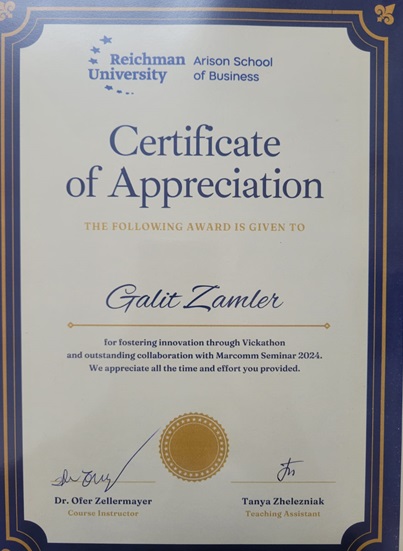 Reichman University
Arison School of Business
Certificate
of Appreciation
THE FOLLOWING AWARD IS GIVEN TO
Galit Zamler
for fostering innovation through Vickathon
and outstanding collaboration with Marcomm Seminar 2024.
We appreciate all the time and effort you provided.
Dr. Ofer Zellermayer
Course Instructor
Tanya Zheleznia​k
Teaching Assistant